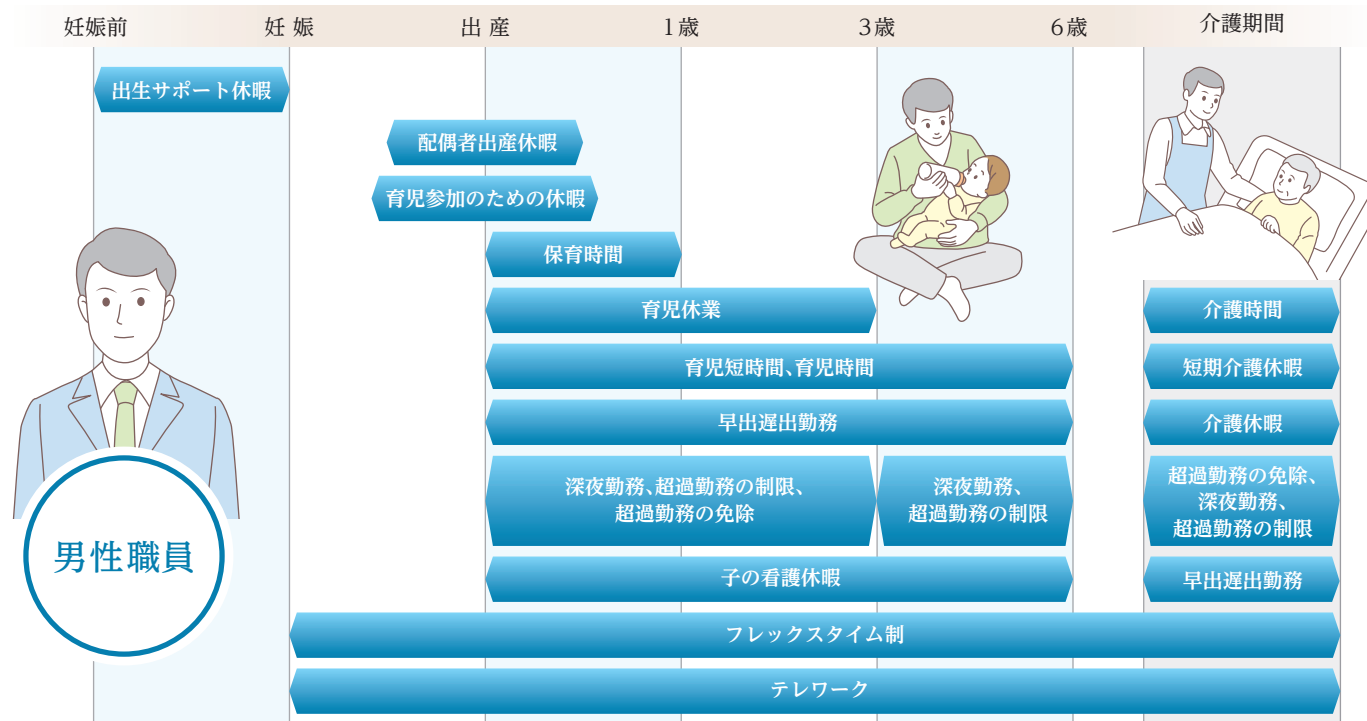 妊娠前 妊 娠 出 産 1歳 3歳 6歳 介護期間
出生サポート休暇
配偶者出産休暇
育児参加のための休暇
保育時間
育児休業 介護時間
育児短時間、育児時間 短期介護休暇
早出遅出勤務 介護休暇
深夜勤務、超過勤務の制限、
超過勤務の免除
深夜勤務、
超過勤務の制限
超過勤務の免除、
深夜勤務、
超過勤務の制限
男性職員
子の看護休暇 早出遅出勤務
フレックスタイム制
テレワーク